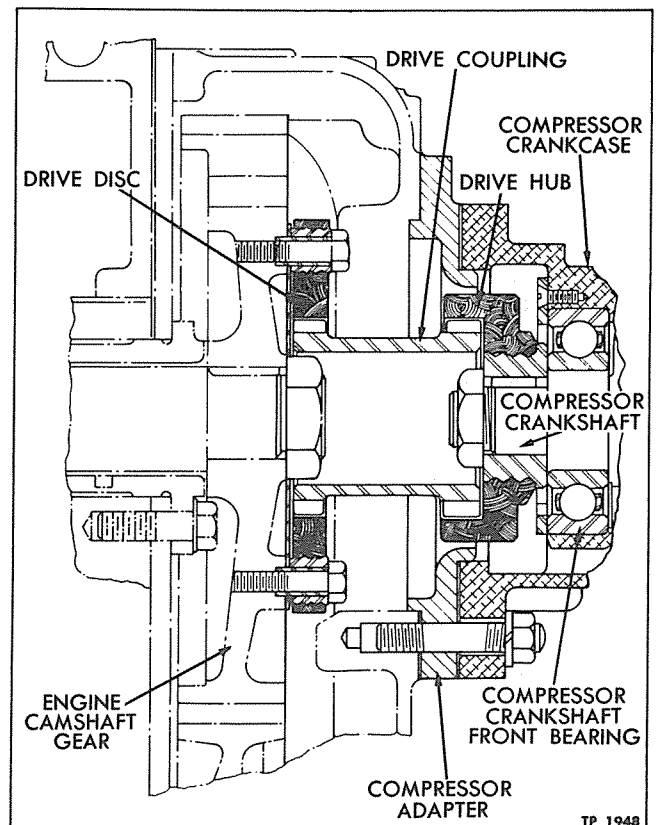 DRIVE COUPLING
COMPRESSOR
CRANKCASE
DRIVE DISC
DRIVE HUB
COMPRESSOR
CRANKSHAFT
ENGINE
CAMSHAFT
GEAR
COMPRESSOR
CRANKSHAFT
FRONT BEARING
COMPRESSOR
ADAPTER
TP 1948